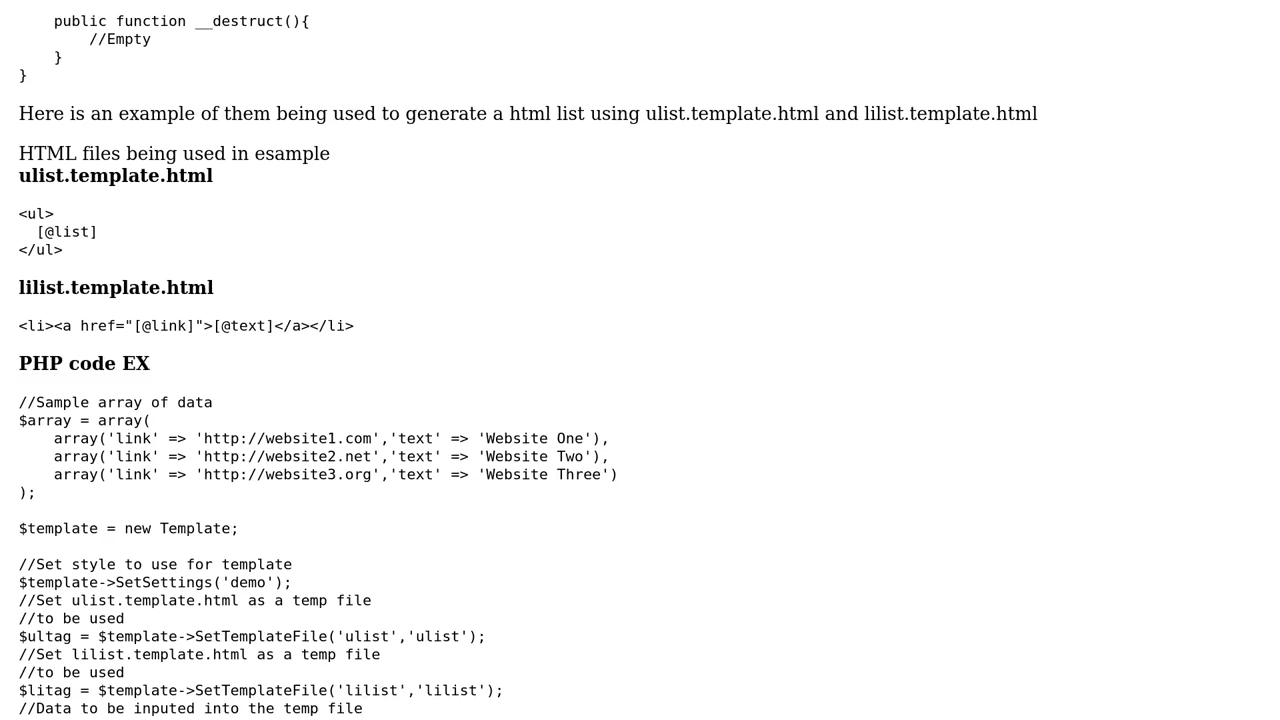 public function __destruct(){
        //Empty
    }
}
Here is an example of them being used to generate a html list using ulist.template.html and lilist.template.html
HTML files being used in esample
ulist.template.html
<ul>
  [@list]
</ul>
lilist.template.html
<li><a href="[@link]">[@text]</a></li>
PHP code EX
//Sample array of data
$array = array(
    array('link' => 'http://website1.com','text' => 'Website One'),
    array('link' => 'http://website2.net','text' => 'Website Two'),
    array('link' => 'http://website3.org','text' => 'Website Three')
);
$template = new Template;
//Set style to use for template
$template->SetSettings('demo');
//Set ulist.template.html as a temp file
//to be used
$ultag = $template->SetTemplateFile('ulist','ulist');
//Set lilist.template.html as a temp file
//to be used
$litag = $template->SetTemplateFile('lilist','lilist');
//Data to be inputed into the temp file